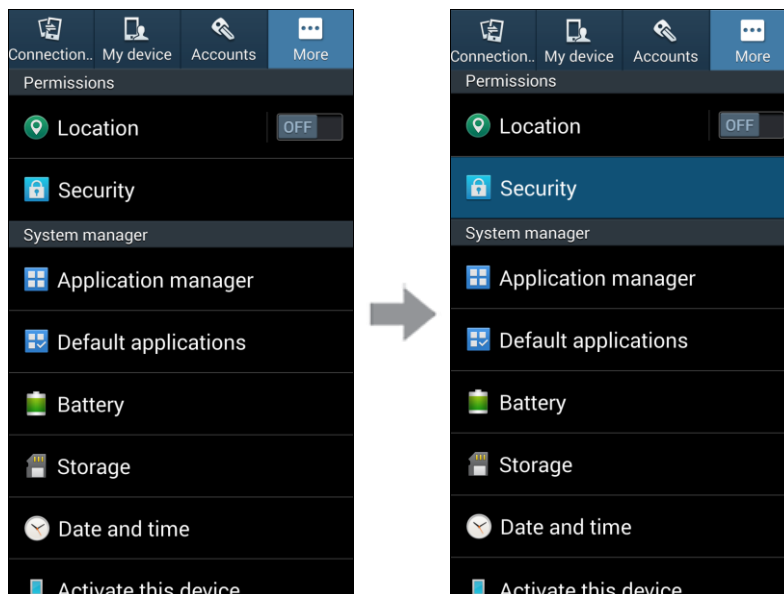 Connection.. My device Accounts More
Permissions
Location OFF
Security
System manager
Application manager
Default applications
Battery
Storage
Date and time
Activate this device
Connection.. My device Accounts More
Permissions
Location OFF
Security
System manager
Application manager
Default applications
Battery
Storage
Date and time
Activate this device